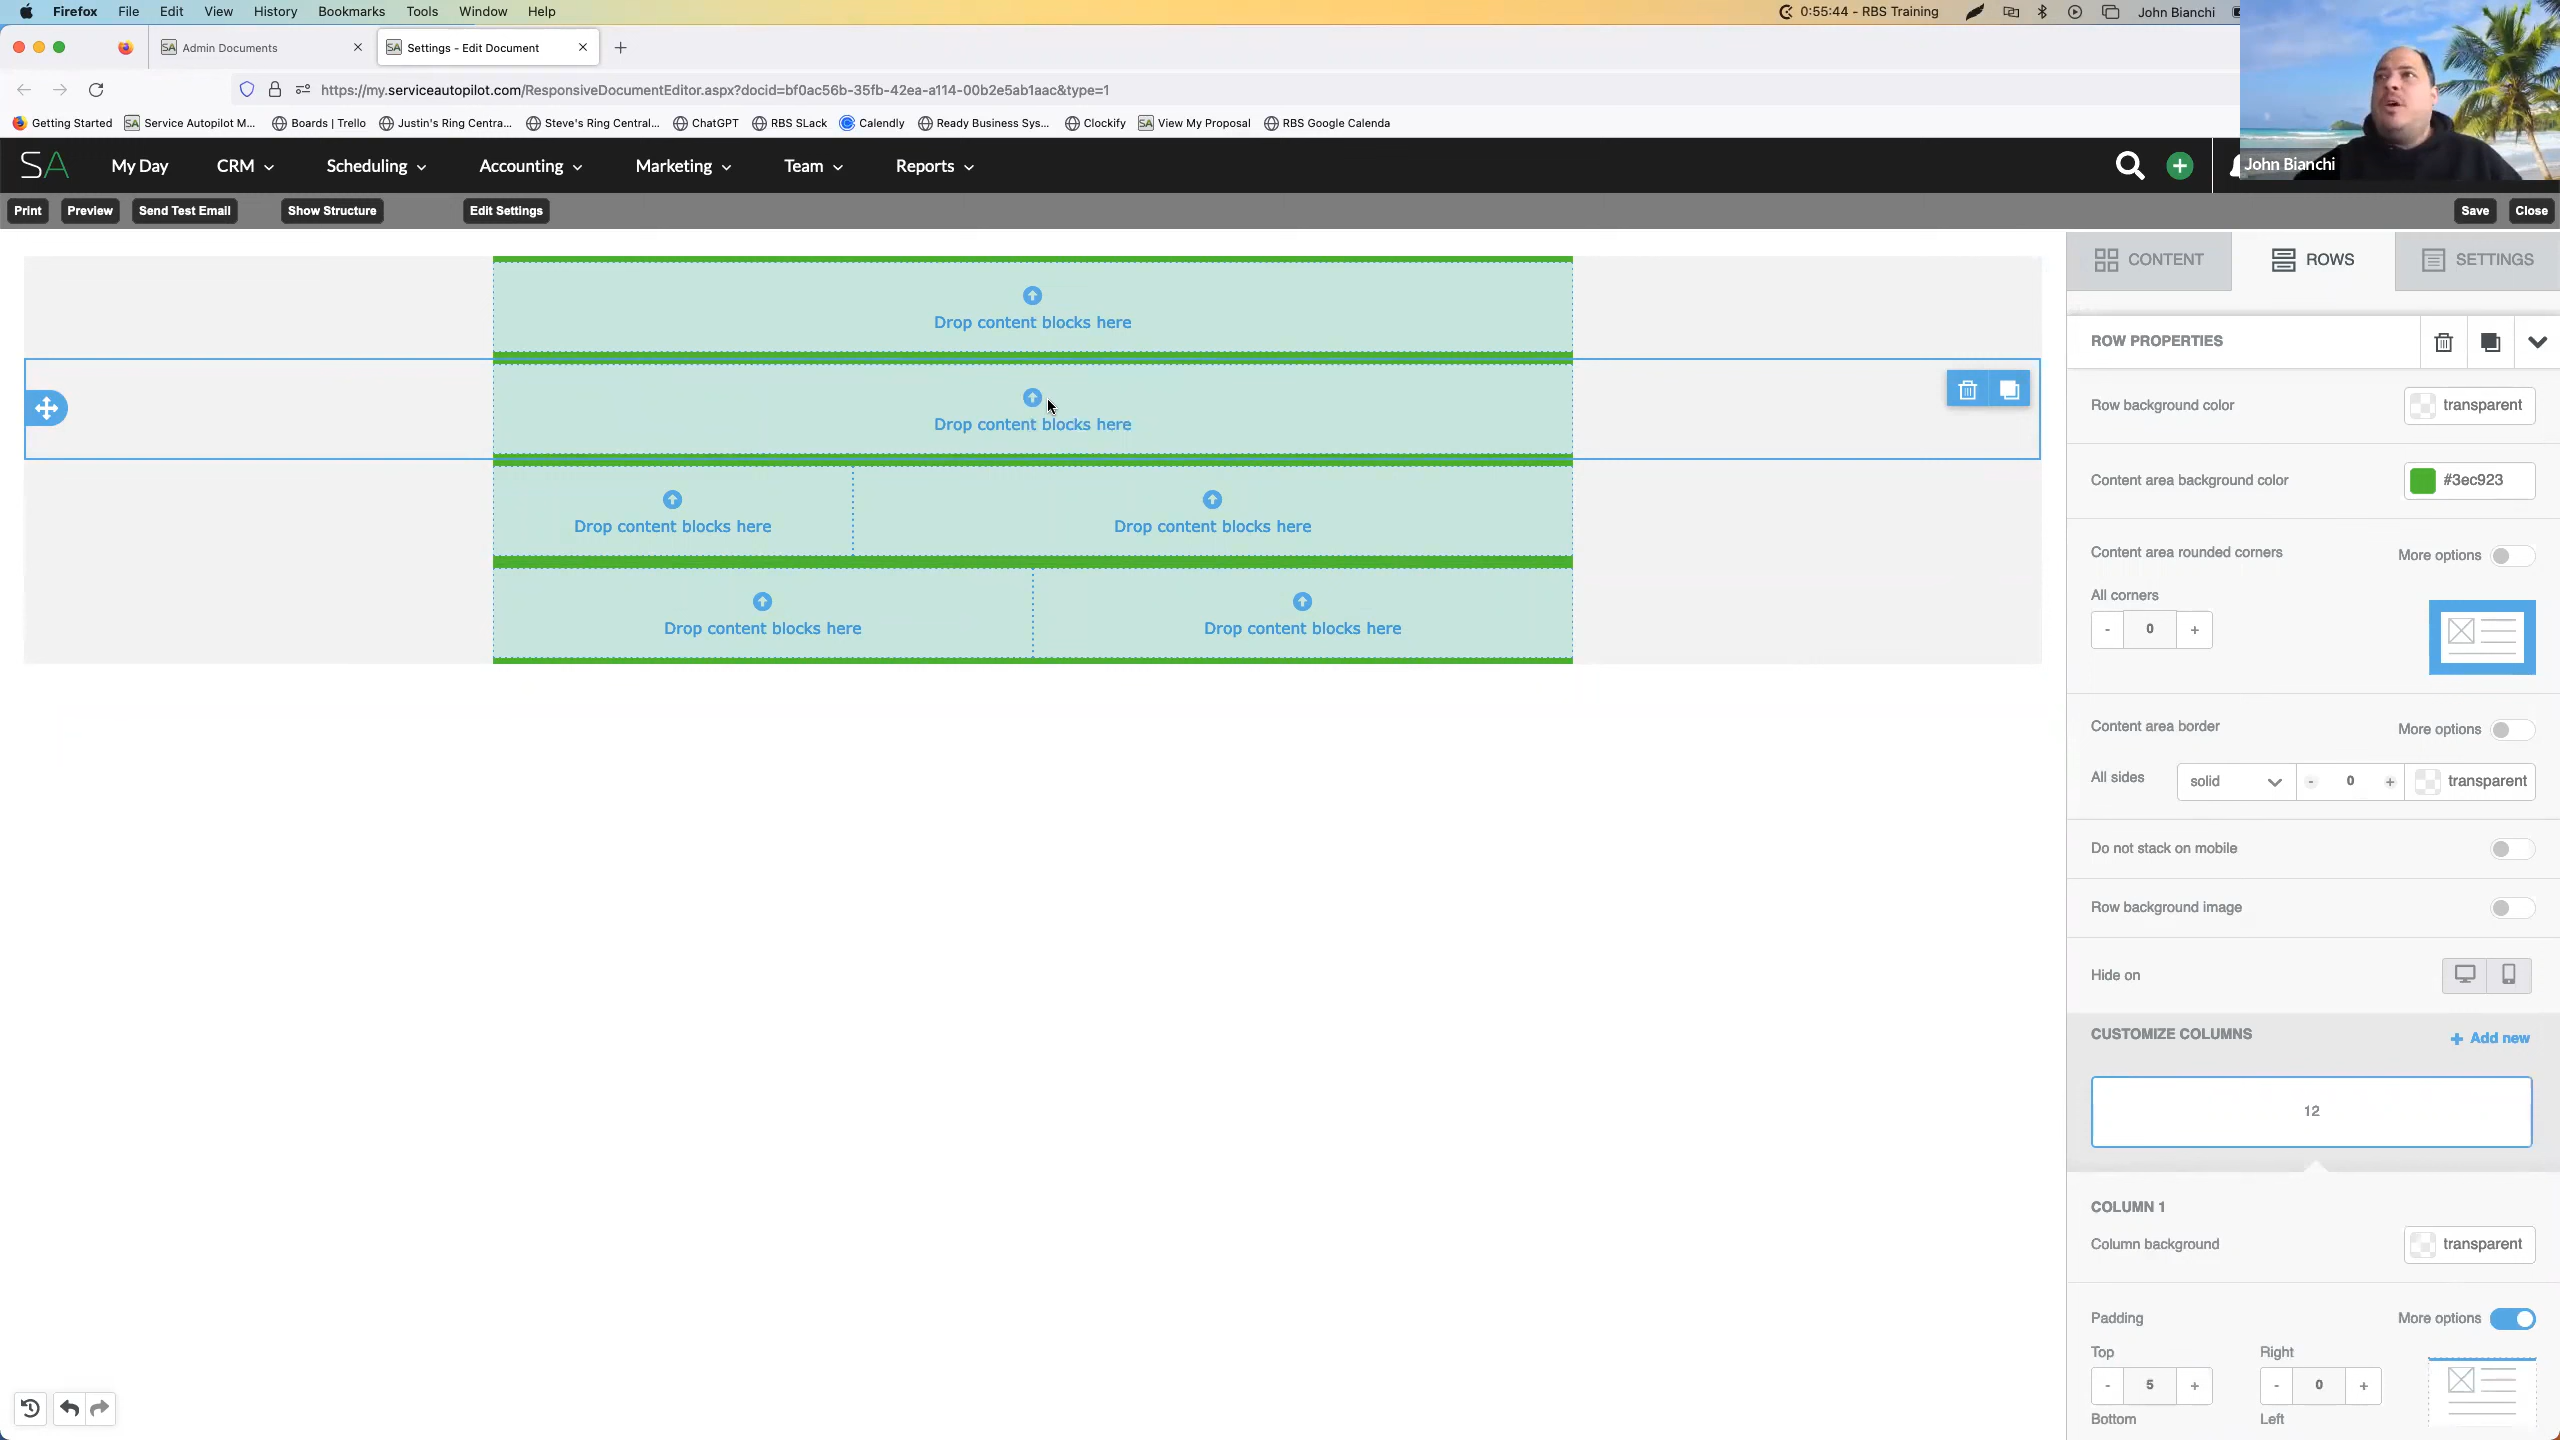 Firefox File Edit View History Bookmarks Tools Window Help
0:55:44 - RBS Training
John Bianchi
SA Admin Documents
SA Settings - Edit Document
https://my.serviceautopilot.com/ResponsiveDocumentEditor.aspx?docid=bf0ac56b-35fb-42ea-a114-00b2e5ab1aac&type=1
Getting Started SA Service Autopilot M... Boards | Trello Justin's Ring Centra... Steve's Ring Central... ChatGPT RBS SLack Calendly Ready Business Sys... Clockify SA View My Proposal RBS Google Calenda
SA My Day CRM Scheduling Accounting Marketing Team Reports
John Bianchi
Print Preview Send Test Email Show Structure Edit Settings Save Close
CONTENT ROWS SETTINGS
Drop content blocks here
Drop content blocks here
Drop content blocks here Drop content blocks here
Drop content blocks here Drop content blocks here
ROW PROPERTIES
Row background color transparent
Content area background color #3ec923
Content area rounded corners More options
All corners
- 0 +
Content area border More options
All sides solid - 0 + transparent
Do not stack on mobile
Row background image
Hide on
CUSTOMIZE COLUMNS + Add new
12
COLUMN 1
Column background transparent
Padding More options
Top Right
- 5 + - 0 +
Bottom Left